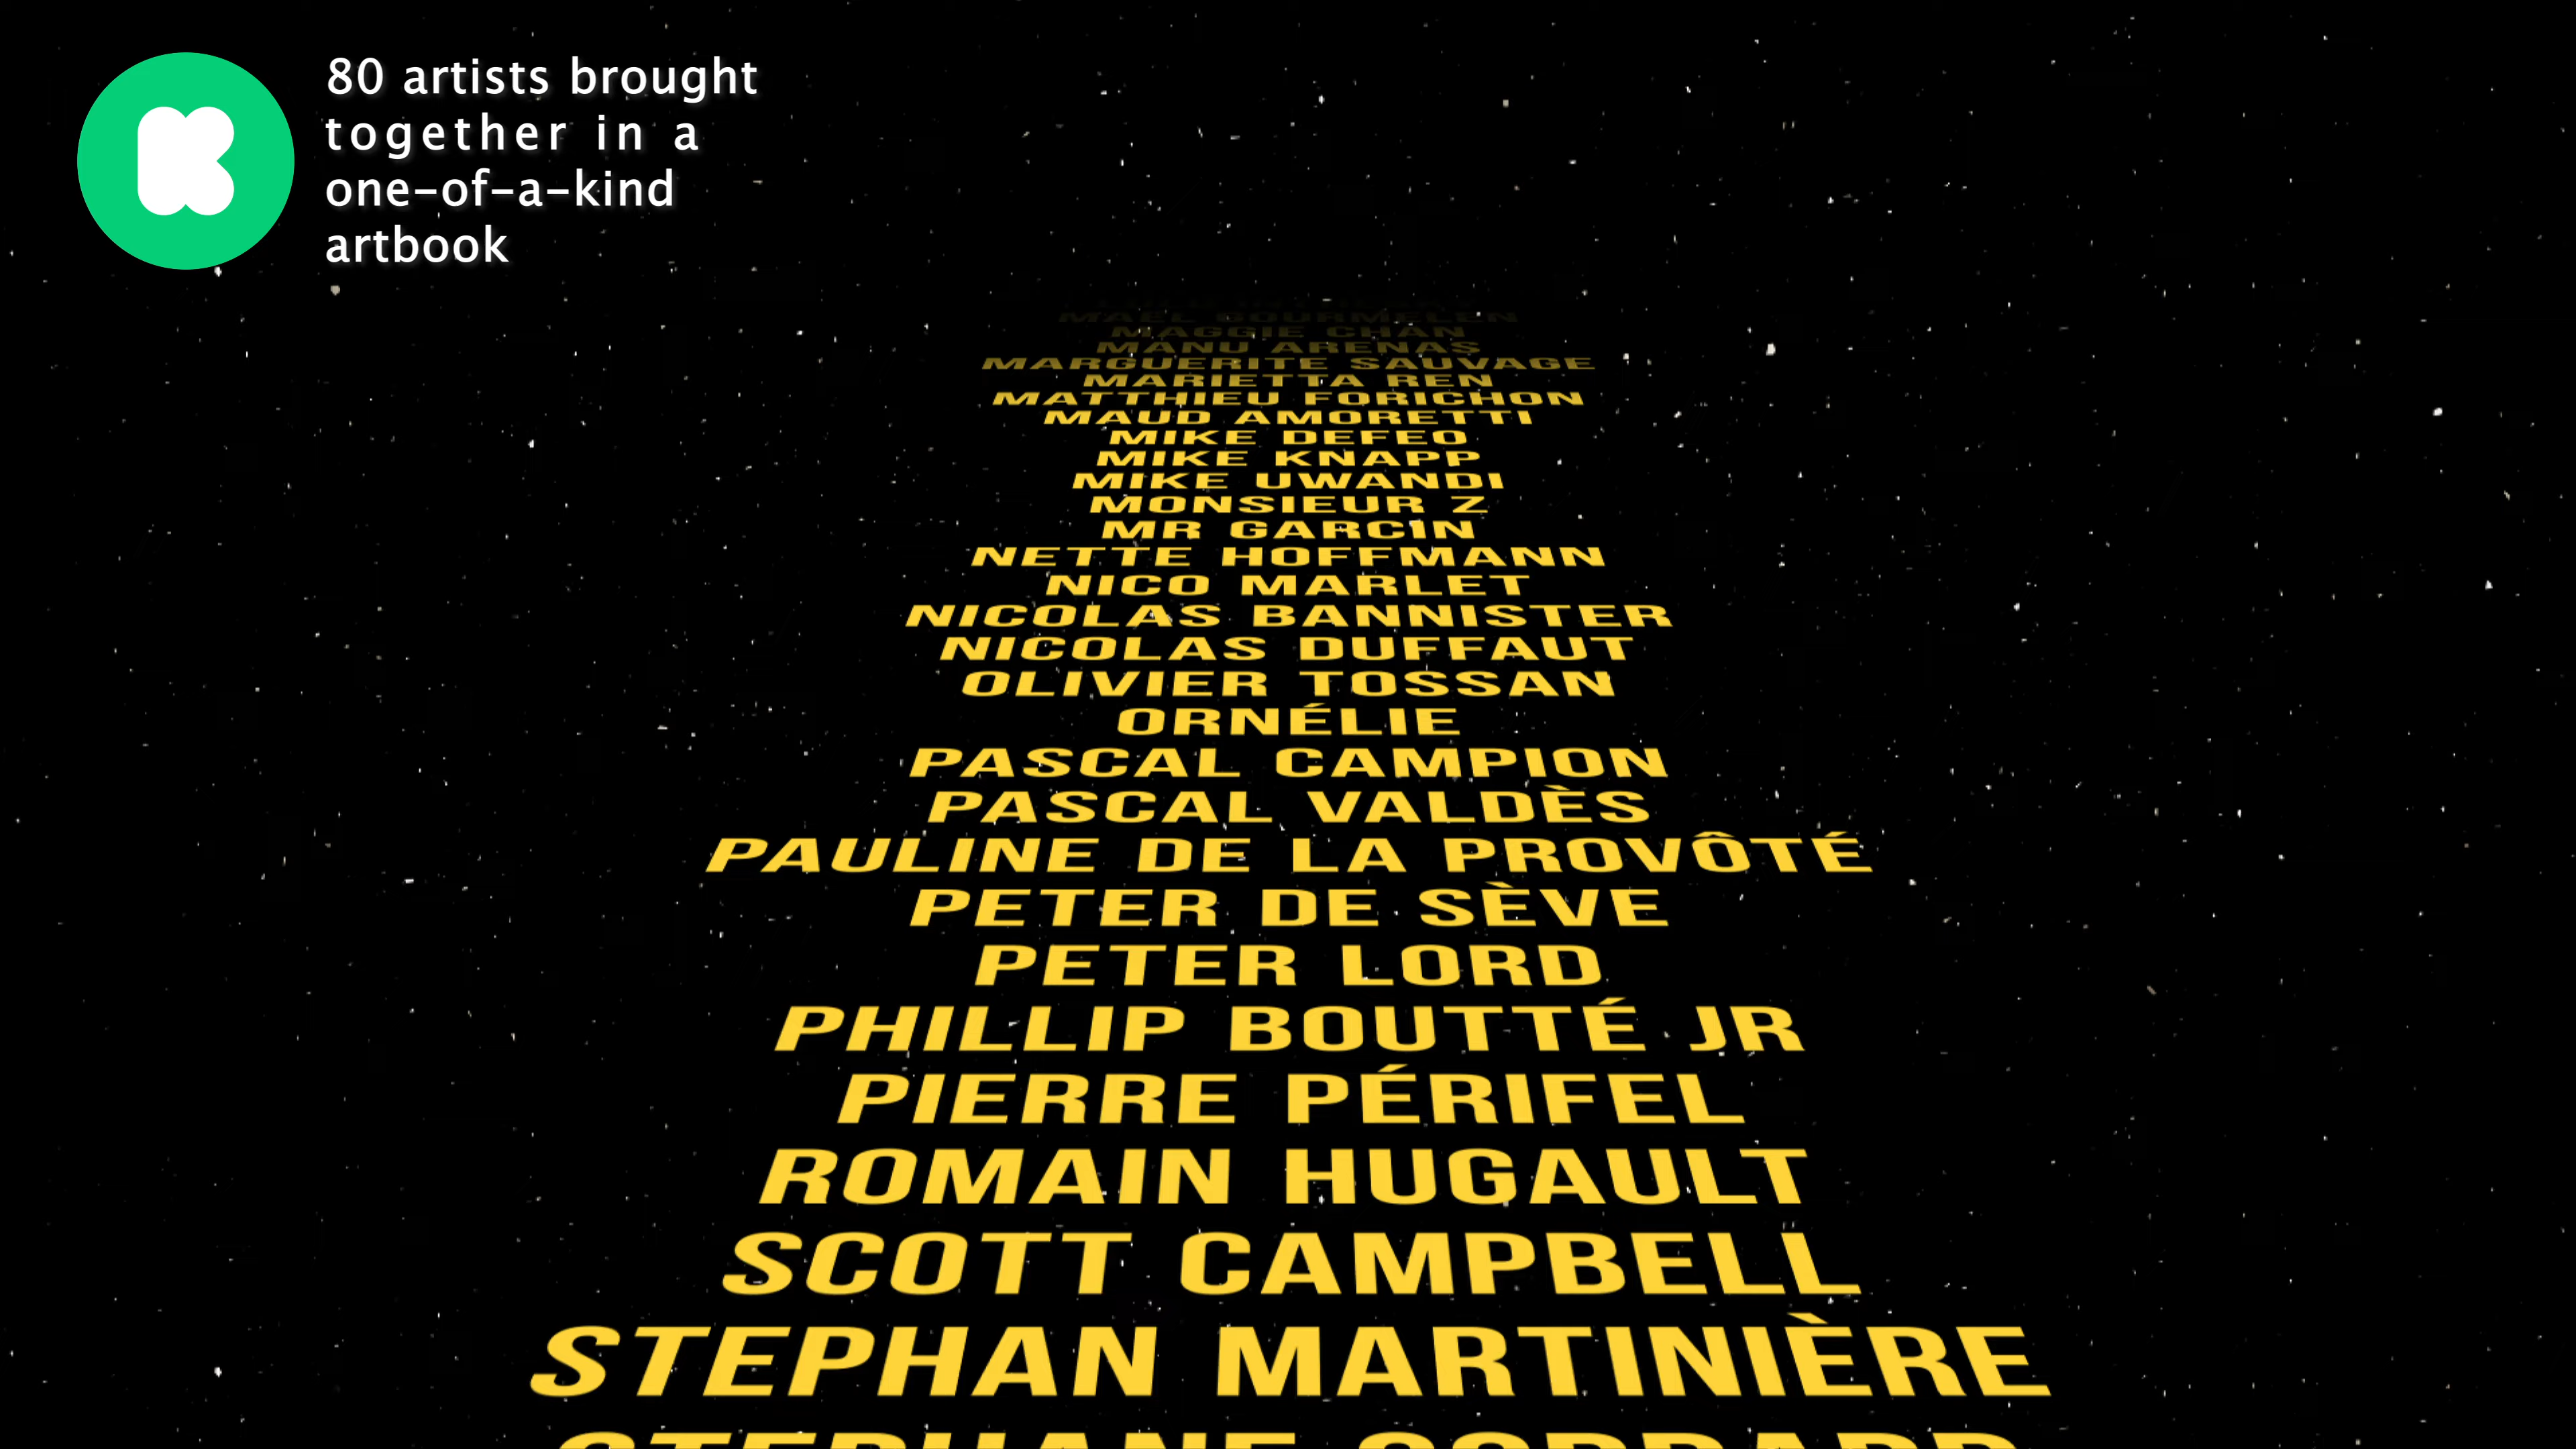 80 artists brought
together in a
one-of-a-kind
artbook
MAËL GOURMELEN
MAGGIE CHAN
MANU ARENAS
MARGUERITE SAUVAGE
MARIETTA REN
MATTHIEU FORICHON
MAUD AMORETTI
MIKE DEFEO
MIKE KNAPP
MIKE UWANDI
MONSIEUR Z
MR GARCIN
NETTE HOFFMANN
NICO MARLET
NICOLAS BANNISTER
NICOLAS DUFFAUT
OLIVIER TOSSAN
ORNÉLIE
PASCAL CAMPION
PASCAL VALDÈS
PAULINE DE LA PROVÔTÉ
PETER DE SÈVE
PETER LORD
PHILLIP BOUTTÉ JR
PIERRE PÉRIFEL
ROMAIN HUGAULT
SCOTT CAMPBELL
STEPHAN MARTINIÈRE